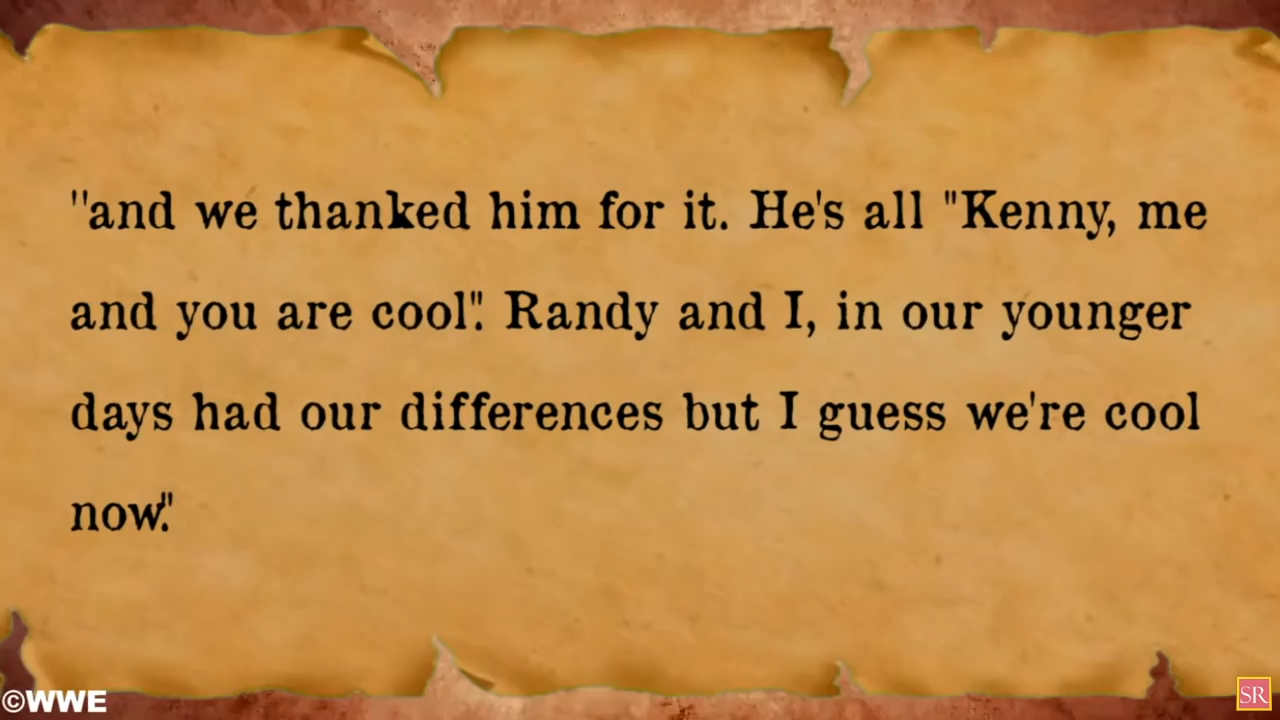 ''and we thanked him for it. He's all "Kenny, me
and you are cool". Randy and I, in our younger
days had our differences but I guess we're cool
now."
©WWE
SR